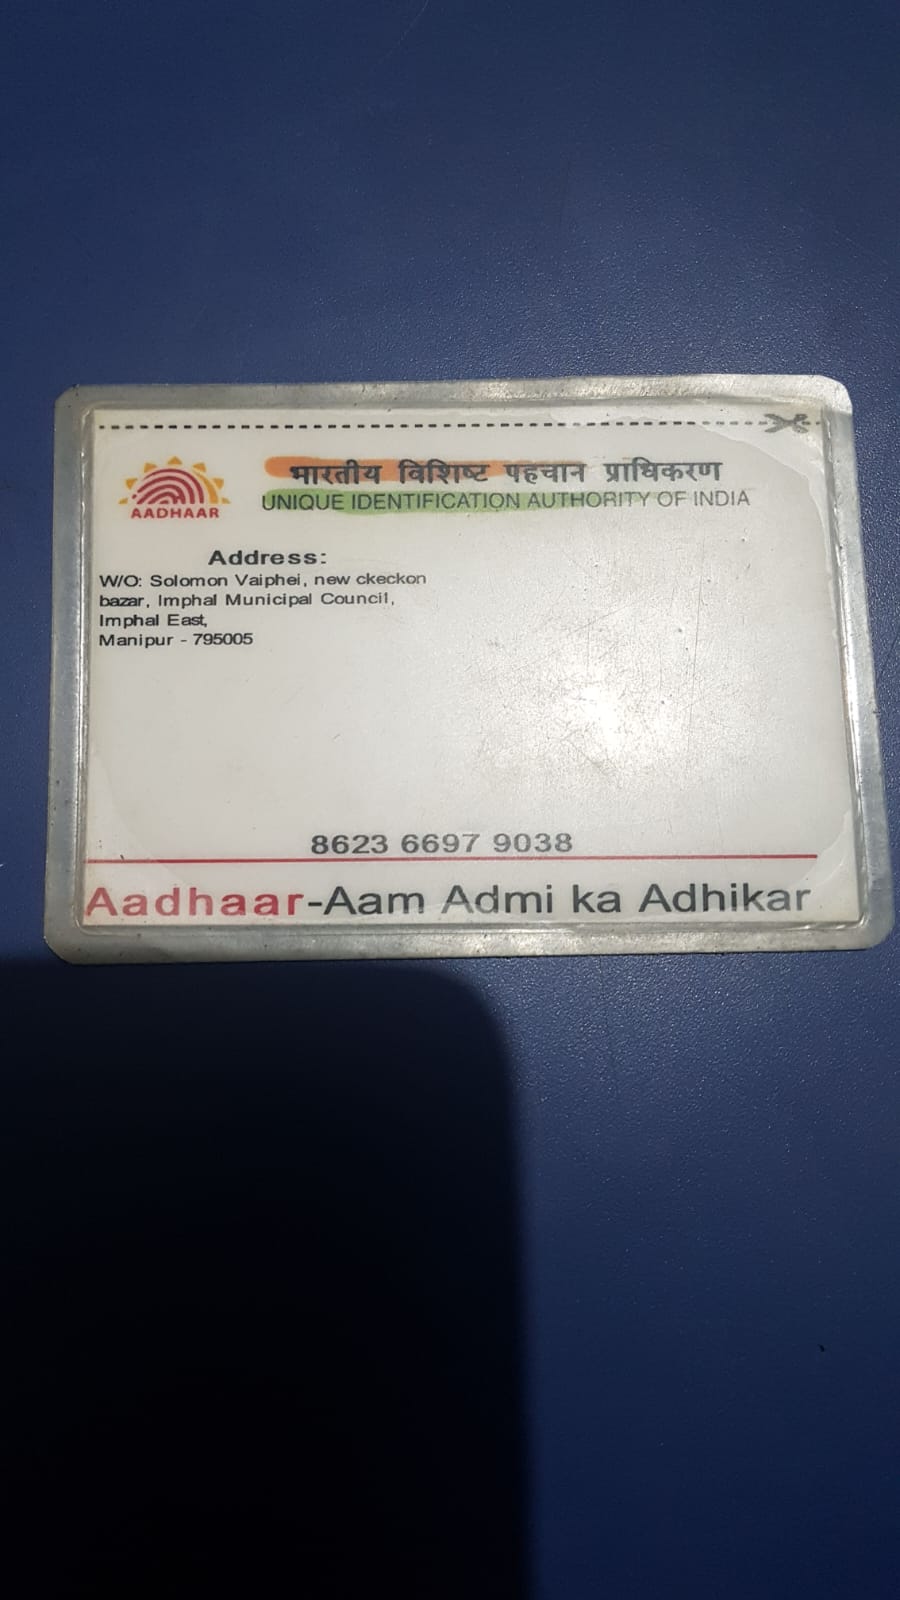 भारतीय विशिष्ट पहचान प्राधिकरण
UNIQUE IDENTIFICATION AUTHORITY OF INDIA
AADHAAR
Address:
W/O: Solomon Vaiphei, new ckeckon
bazar, Imphal Municipal Council,
Imphal East,
Manipur - 795005
8623 6697 9038
Aadhaar-Aam Admi ka Adhikar